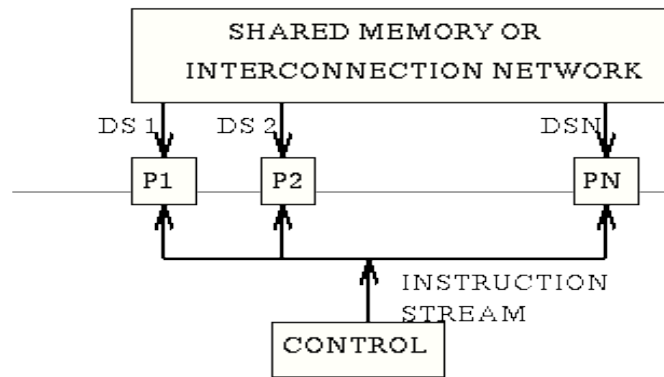 SHARED MEMORY OR
INTERCONNECTION NETWORK
DS 1
DS 2
DSN
P1
P2
PN
INSTRUCTION
STREAM
CONTROL